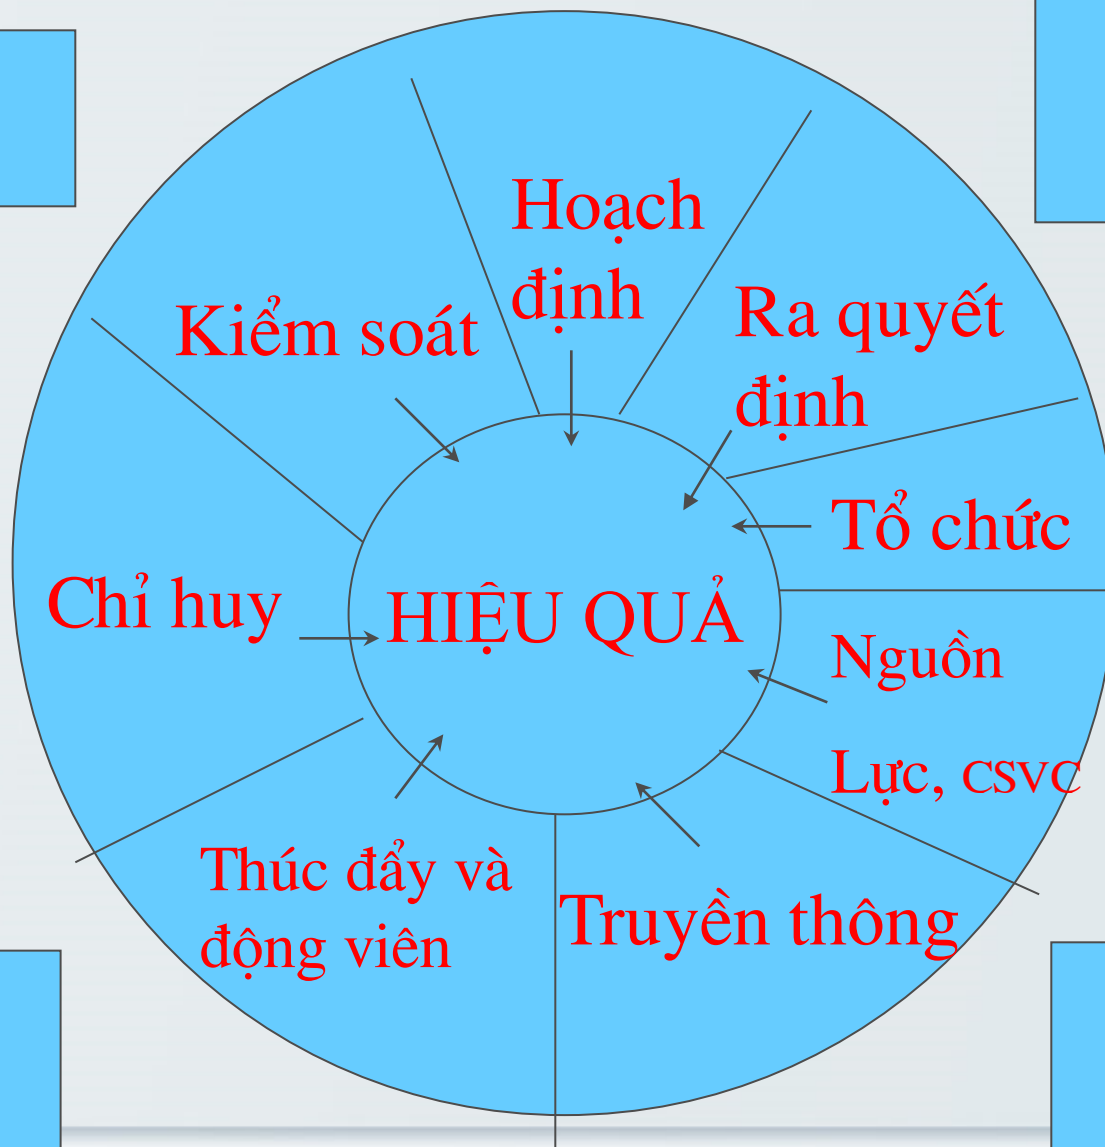 Hoạch
định
Kiểm soát
Ra quyết
định
Tổ chức
Chỉ huy
HIỆU QUẢ
Nguồn
Lực, CSVC
Thúc đẩy và
động viên
Truyền thông